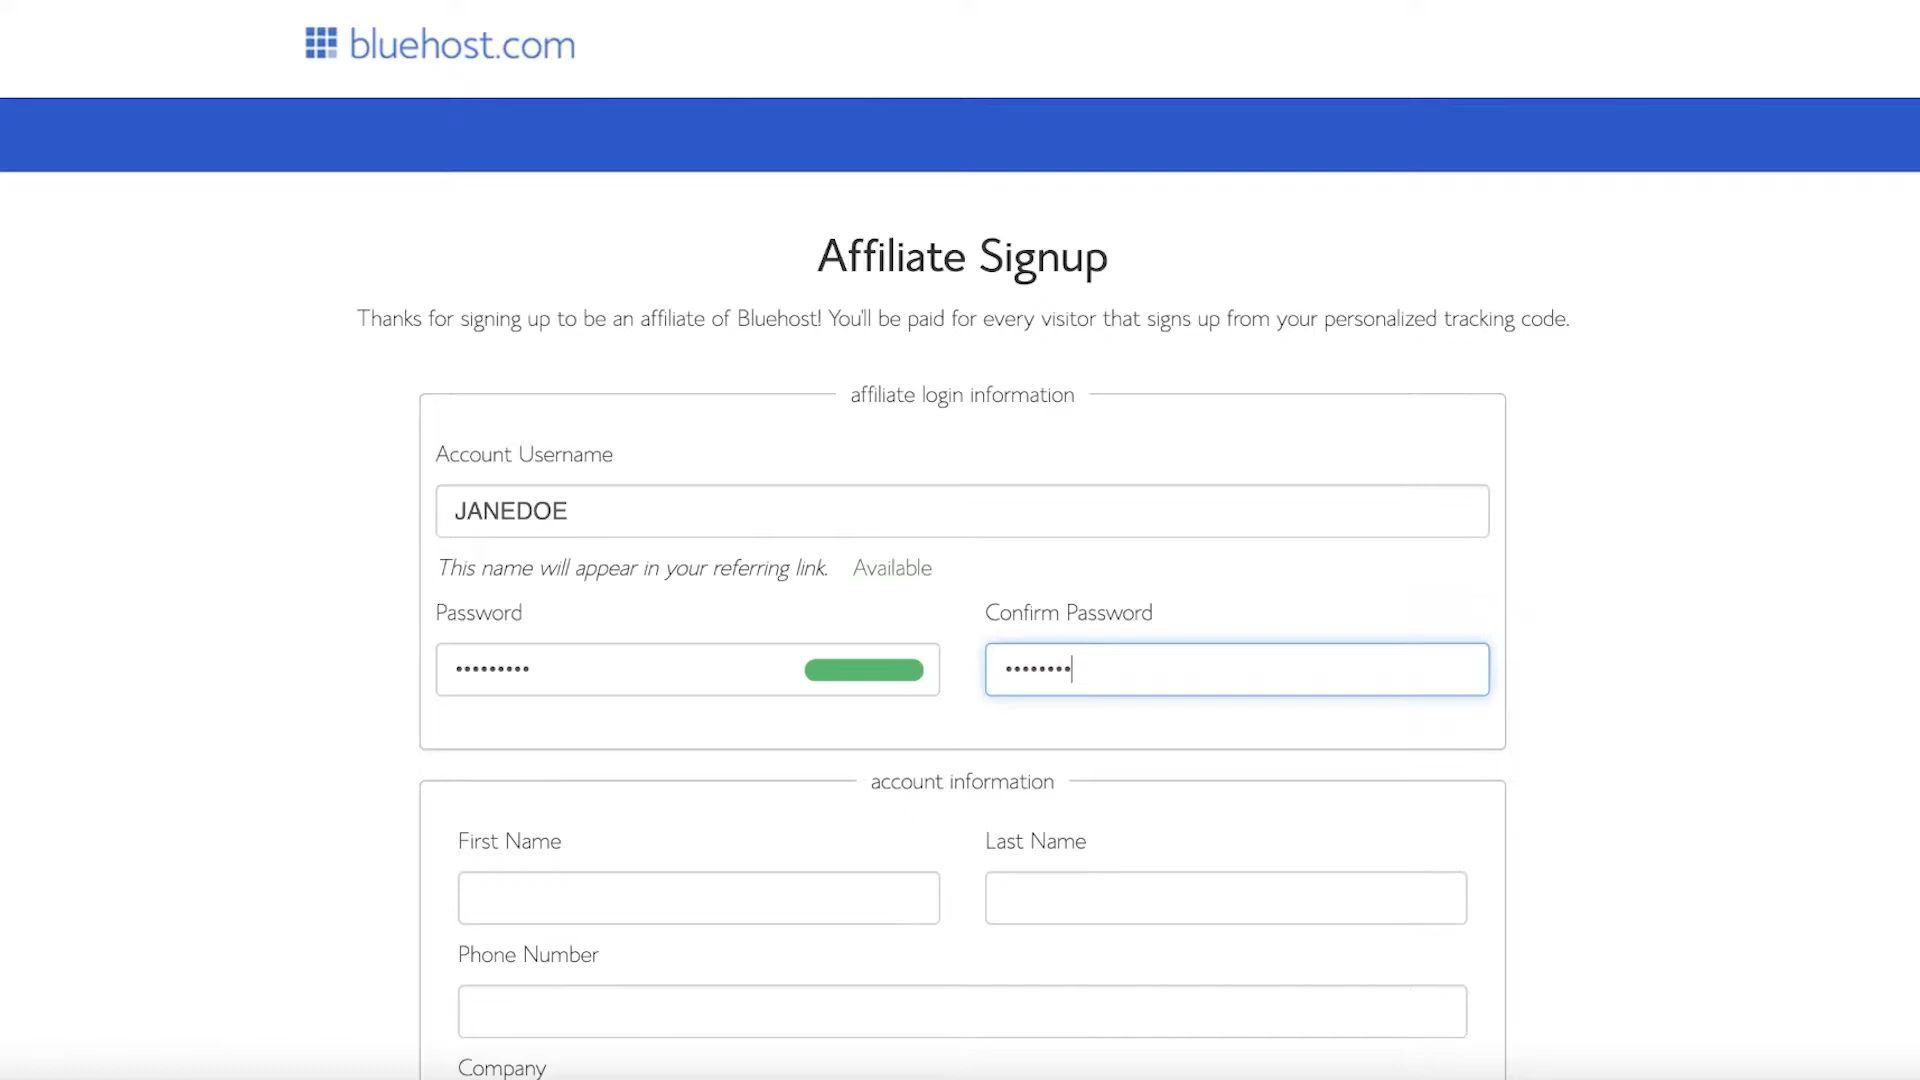 bluehost.com
Affiliate Signup
Thanks for signing up to be an affiliate of Bluehost! You'll be paid for every visitor that signs up from your personalized tracking code.
affiliate login information
Account Username
JANEDOE
This name will appear in your referring link. Available
Password Confirm Password
••••••••• ••••••••
account information
First Name Last Name
Phone Number
Company